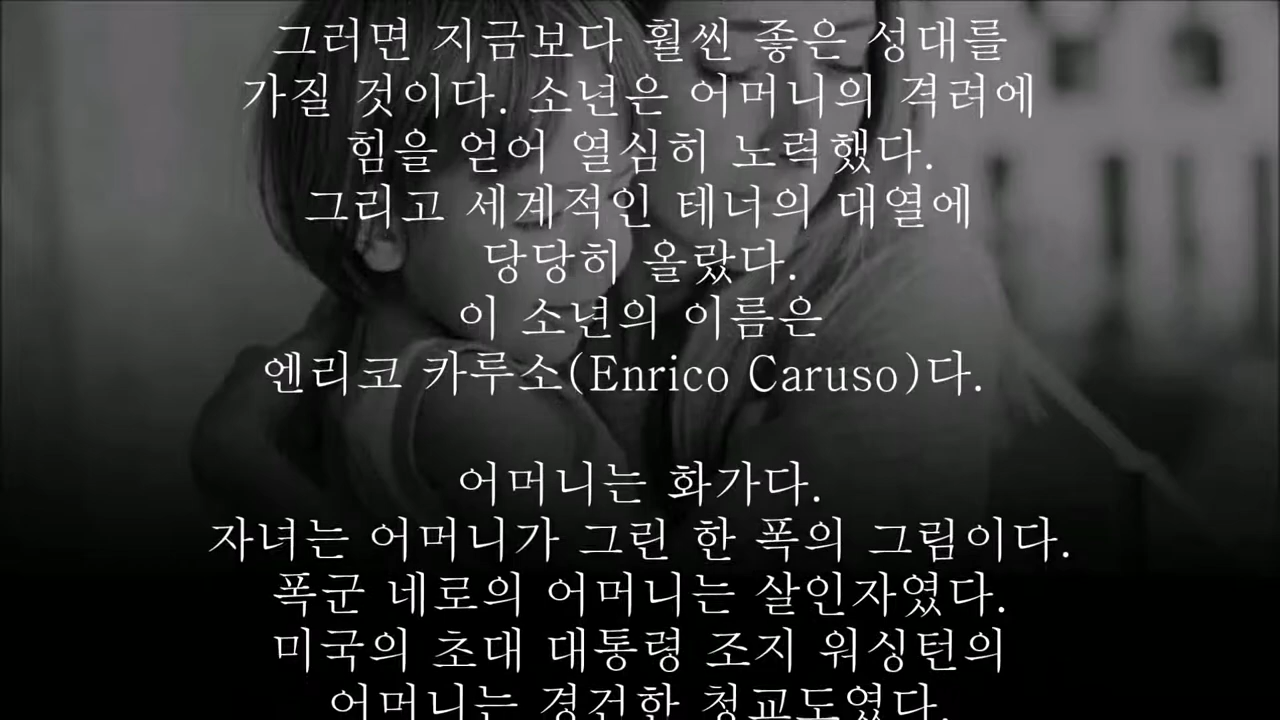 그러면 지금보다 훨씬 좋은 성대를
가질 것이다. 소년은 어머니의 격려에
힘을 얻어 열심히 노력했다.
그리고 세계적인 테너의 대열에
당당히 올랐다.
이 소년의 이름은
엔리코 카루소(Enrico Caruso)다.
어머니는 화가다.
자녀는 어머니가 그린 한 폭의 그림이다.
폭군 네로의 어머니는 살인자였다.
미국의 초대 대통령 조지 워싱턴의
어머니는 경건한 청교도였다.